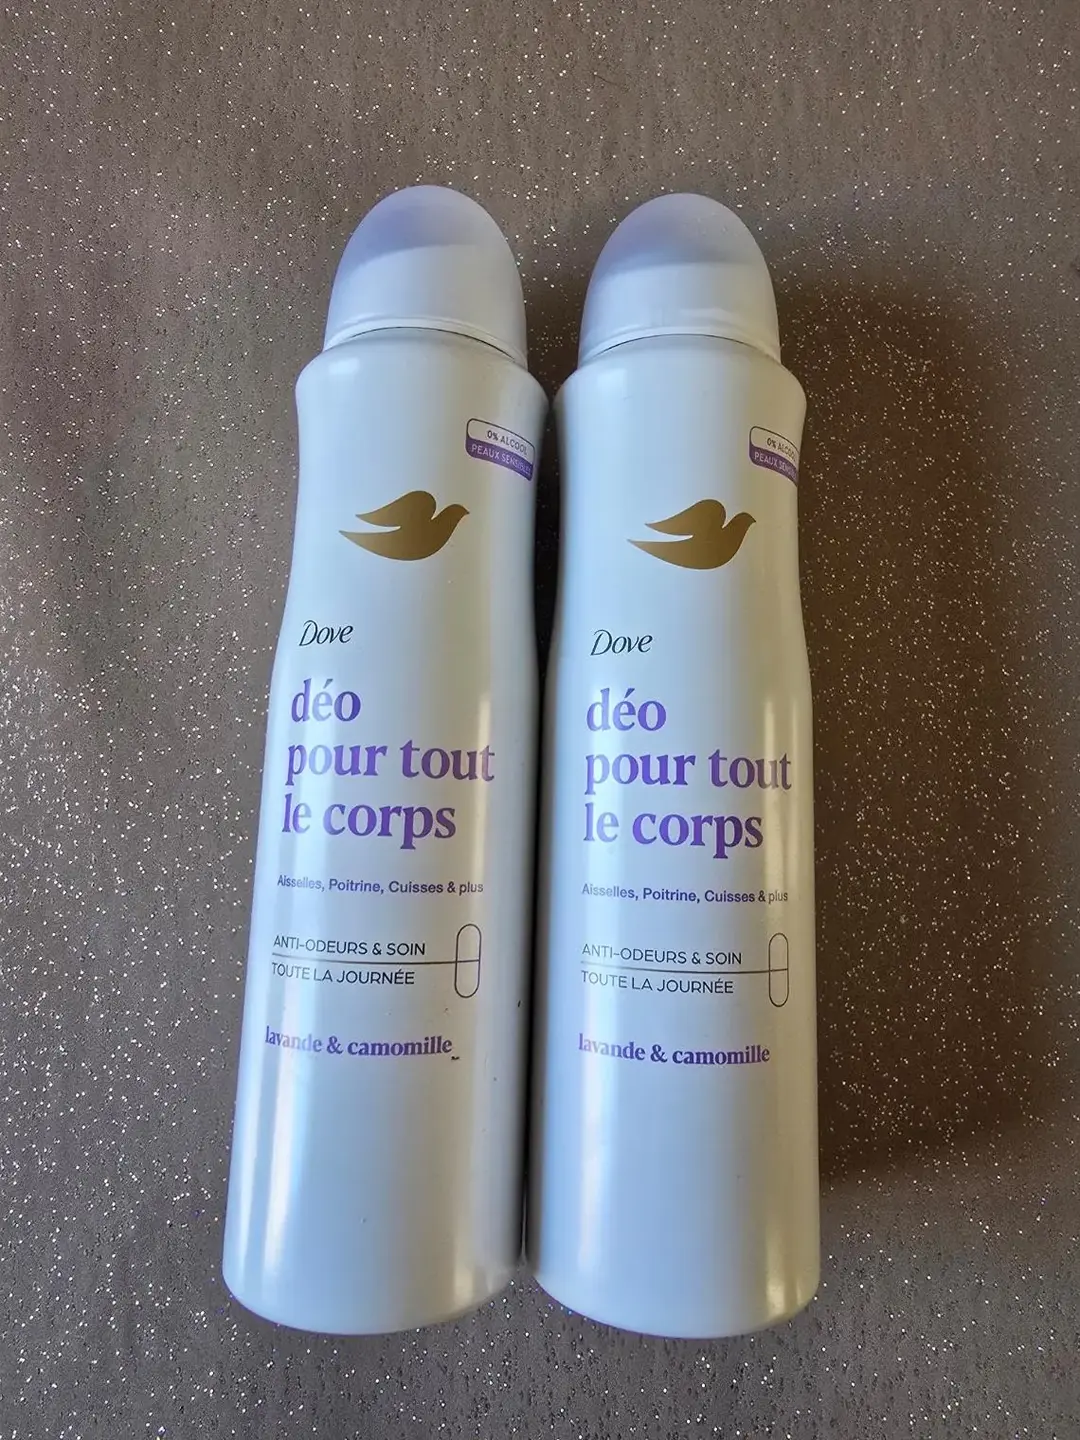 0% ALCOOL
PEAUX SENSIBLES
Dove
déo
pour tout
le corps
Aisselles, Poitrine, Cuisses & plus
ANTI-ODEURS & SOIN
TOUTE LA JOURNÉE
lavande & camomille
0% ALCOOL
PEAUX SENSIBLES
Dove
déo
pour tout
le corps
Aisselles, Poitrine, Cuisses & plus
ANTI-ODEURS & SOIN
TOUTE LA JOURNÉE
lavande & camomille